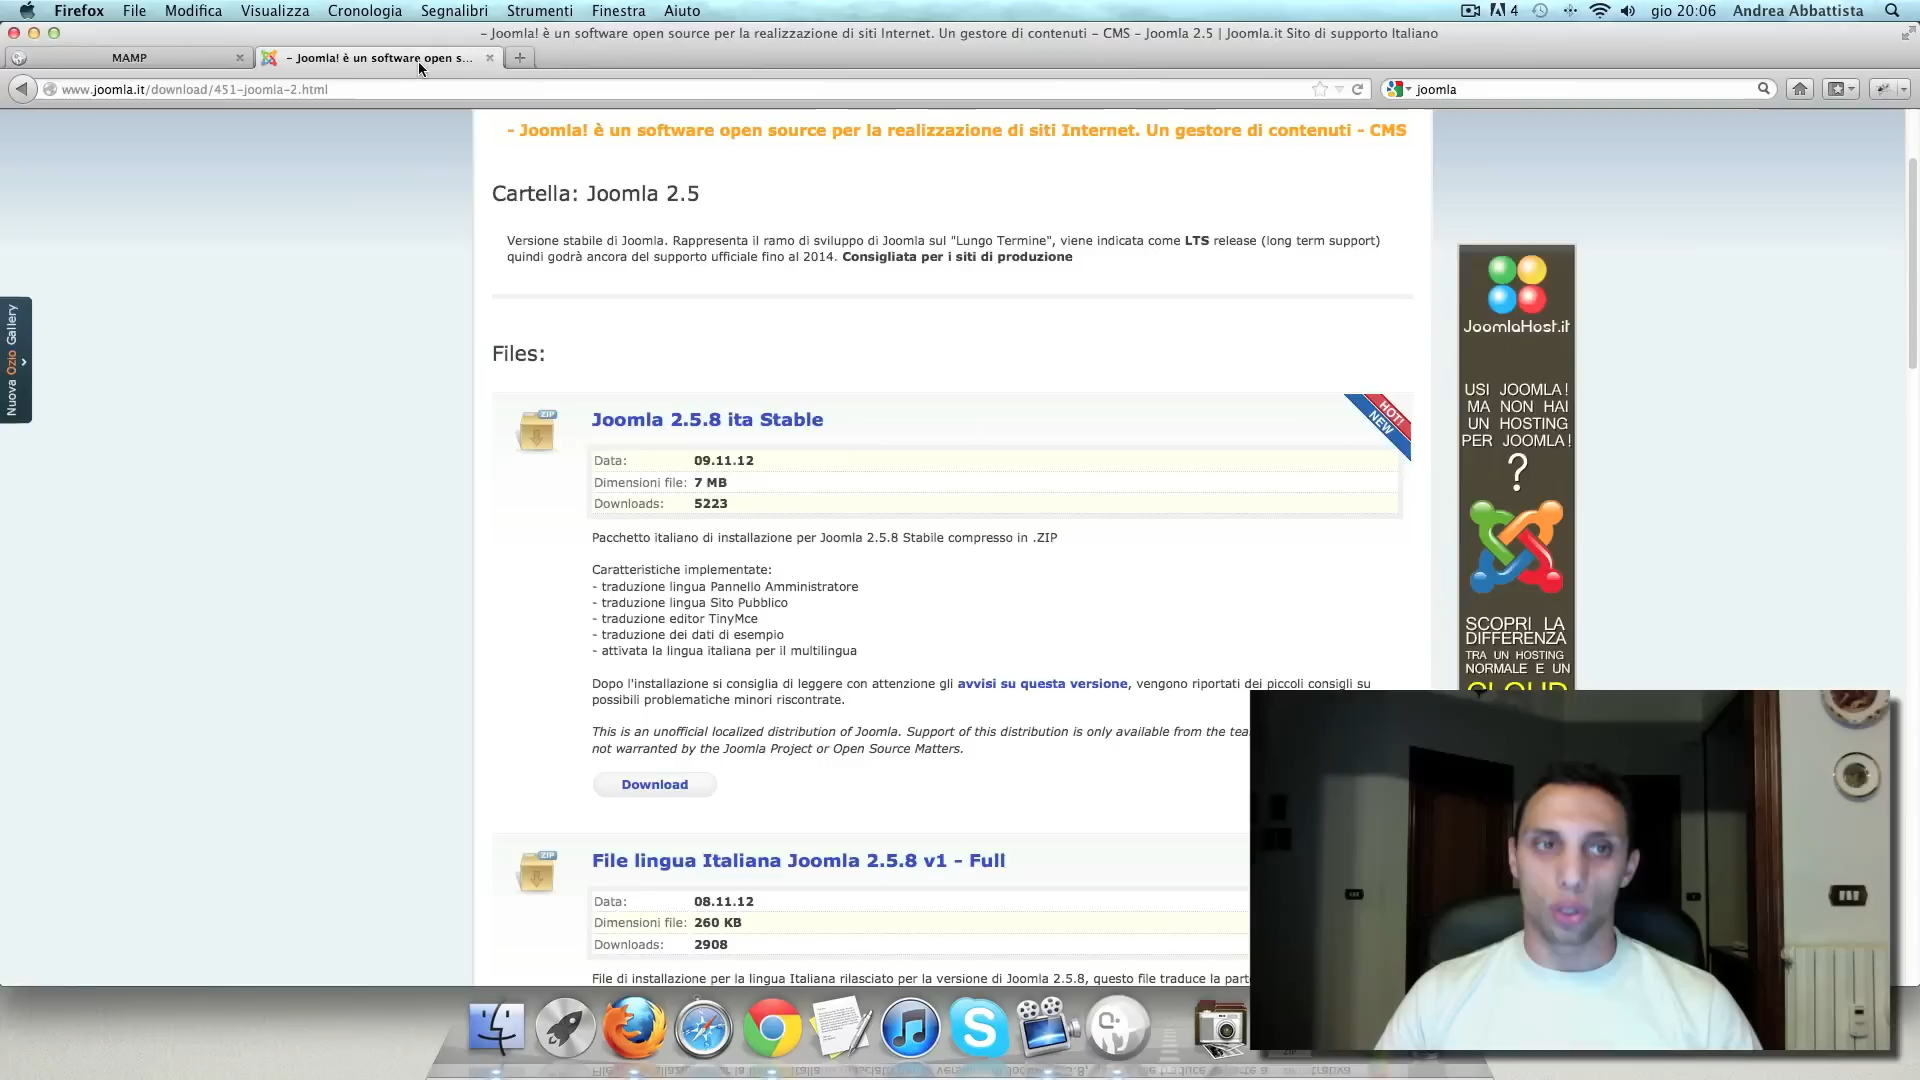 Firefox File Modifica Visualizza Cronologia Segnalibri Strumenti Finestra Aiuto
4 gio 20:06 Andrea Abbattista
- Joomla! è un software open source per la realizzazione di siti Internet. Un gestore di contenuti - CMS - Joomla 2.5 | Joomla.it Sito di supporto Italiano
MAMP
- Joomla! è un software open s...
www.joomla.it/download/451-joomla-2.html
joomla
- Joomla! è un software open source per la realizzazione di siti Internet. Un gestore di contenuti - CMS
Cartella: Joomla 2.5
Versione stabile di Joomla. Rappresenta il ramo di sviluppo di Joomla sul "Lungo Termine", viene indicata come LTS release (long term support)
quindi godrà ancora del supporto ufficiale fino al 2014. Consigliata per i siti di produzione
Nuova Ozio Gallery
Files:
ZIP
Joomla 2.5.8 ita Stable
HOT!
NEW
Data: 09.11.12
Dimensioni file: 7 MB
Downloads: 5223
Pacchetto italiano di installazione per Joomla 2.5.8 Stabile compresso in .ZIP
Caratteristiche implementate:
- traduzione lingua Pannello Amministratore
- traduzione lingua Sito Pubblico
- traduzione editor TinyMce
- traduzione dei dati di esempio
- attivata la lingua italiana per il multilingua
Dopo l'installazione si consiglia di leggere con attenzione gli avvisi su questa versione, vengono riportati dei piccoli consigli su
possibili problematiche minori riscontrate.
This is an unofficial localized distribution of Joomla. Support of this distribution is only available from the tea
not warranted by the Joomla Project or Open Source Matters.
Download
ZIP
File lingua Italiana Joomla 2.5.8 v1 - Full
Data: 08.11.12
Dimensioni file: 260 KB
Downloads: 2908
File di installazione per la lingua Italiana rilasciato per la versione di Joomla 2.5.8, questo file traduce la part
JoomlaHost.it
USI JOOMLA!
MA NON HAI
UN HOSTING
PER JOOMLA!
?
SCOPRI LA
DIFFERENZA
TRA UN HOSTING
NORMALE E UN
CLOUD